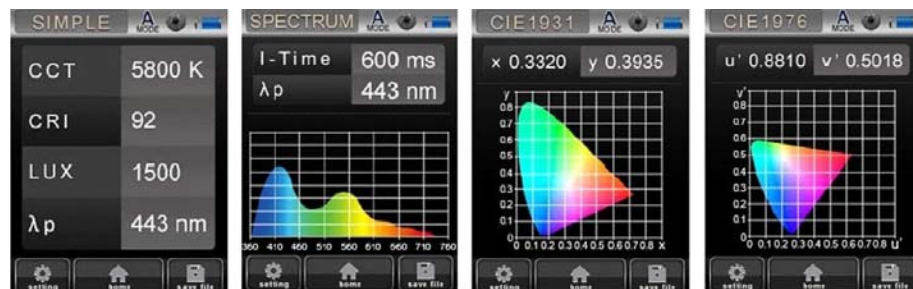 SIMPLE
A
MODE
CCT 5800 K
CRI 92
LUX 1500
λp 443 nm
setting
home
save file
SPECTRUM
A
MODE
I-Time 600 ms
λp 443 nm
360 410 460 510 560 610 660 710 760
setting
home
save file
CIE1931
A
MODE
x 0.3320 y 0.3935
y
0.8
0.7
0.6
0.5
0.4
0.3
0.2
0.1
0 0.1 0.2 0.3 0.4 0.5 0.6 0.7 0.8 x
setting
home
save file
CIE1976
A
MODE
u' 0.8810 v' 0.5018
v'
0.8
0.7
0.6
0.5
0.4
0.3
0.2
0.1
0 0.1 0.2 0.3 0.4 0.5 0.6 0.7 0.8 u'
setting
home
save file